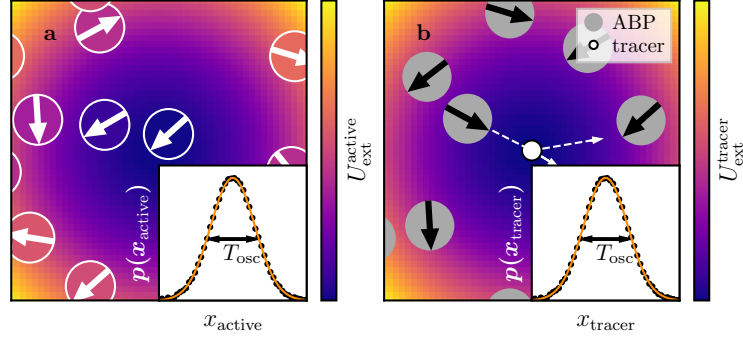 a
p(x_active)
T_osc
x_active
U_ext^active
b
ABP
tracer
p(x_tracer)
T_osc
x_tracer
U_ext^tracer